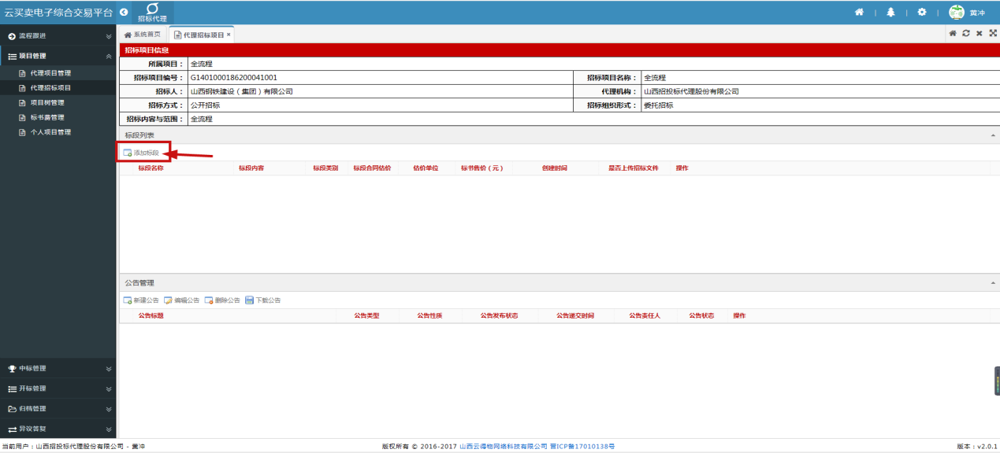 云买卖电子综合交易平台 招标代理 | | | 黄冲
流程跟进
系统首页 代理招标项目 ×
项目管理
代理项目管理
代理招标项目
项目树管理
标书费管理
个人项目管理
中标管理
开标管理
归档管理
异议答复
招标项目信息
所属项目： 全流程
招标项目编号： G1401000186200041001 招标项目名称： 全流程
招标人： 山西钢铁建设（集团）有限公司 代理机构： 山西招投标代理股份有限公司
招标方式： 公开招标 招标组织形式： 委托招标
招标内容与范围： 全流程
标段列表
添加标段
标段名称 标段内容 标段类别 标段合同估价 估价单位 标书售价（元） 创建时间 是否上传招标文件 操作
公告管理
新建公告 编辑公告 删除公告 下载公告
公告标题 公告类型 公告性质 公告发布状态 公告递交时间 公告责任人 公告状态 操作
当前用户：山西招投标代理股份有限公司 - 黄冲 版权所有 © 2016-2017 山西云得物网络科技有限公司 晋ICP备17010138号 版本：v2.0.1